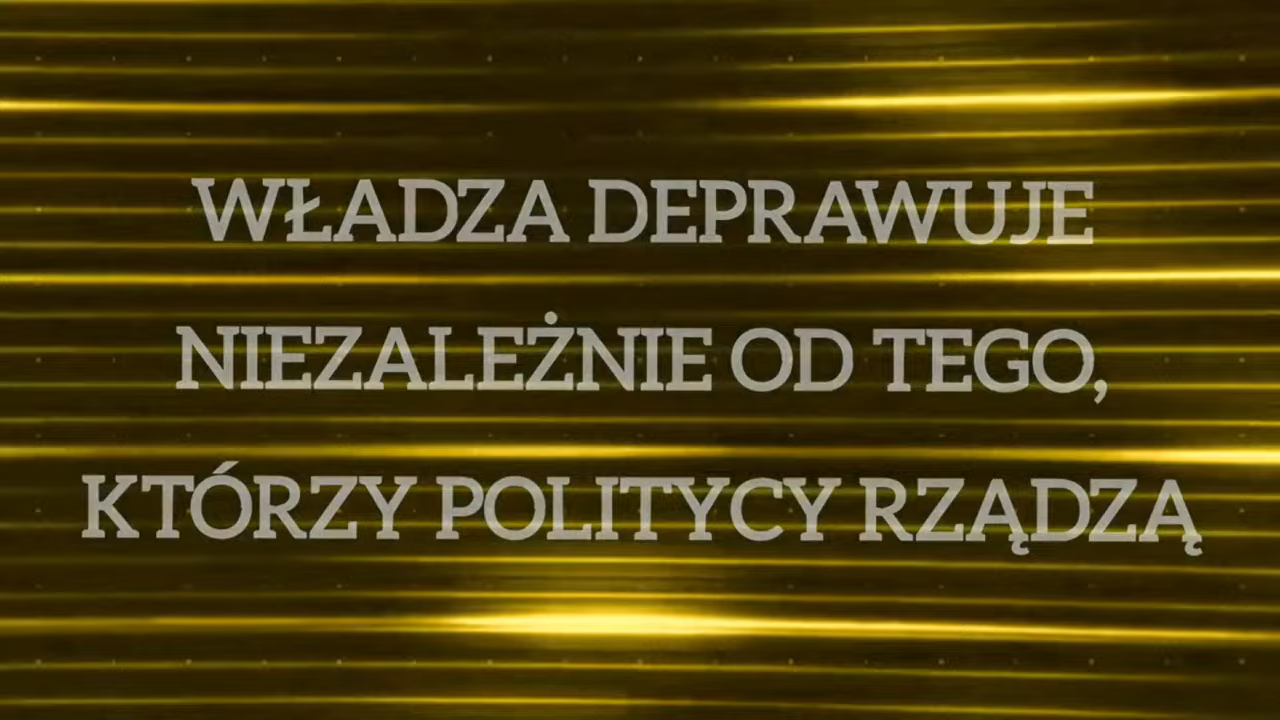 WŁADZA DEPRAWUJE
NIEZALEŻNIE OD TEGO,
KTÓRZY POLITYCY RZĄDZĄ